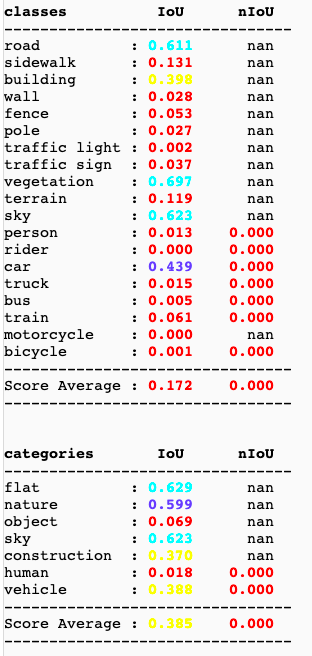 classes IoU nIoU
--------------------------------
road : 0.611 nan
sidewalk : 0.131 nan
building : 0.398 nan
wall : 0.028 nan
fence : 0.053 nan
pole : 0.027 nan
traffic light : 0.002 nan
traffic sign : 0.037 nan
vegetation : 0.697 nan
terrain : 0.119 nan
sky : 0.623 nan
person : 0.013 0.000
rider : 0.000 0.000
car : 0.439 0.000
truck : 0.015 0.000
bus : 0.005 0.000
train : 0.061 0.000
motorcycle : 0.000 nan
bicycle : 0.001 0.000
--------------------------------
Score Average : 0.172 0.000
--------------------------------
categories IoU nIoU
--------------------------------
flat : 0.629 nan
nature : 0.599 nan
object : 0.069 nan
sky : 0.623 nan
construction : 0.370 nan
human : 0.018 0.000
vehicle : 0.388 0.000
--------------------------------
Score Average : 0.385 0.000
--------------------------------